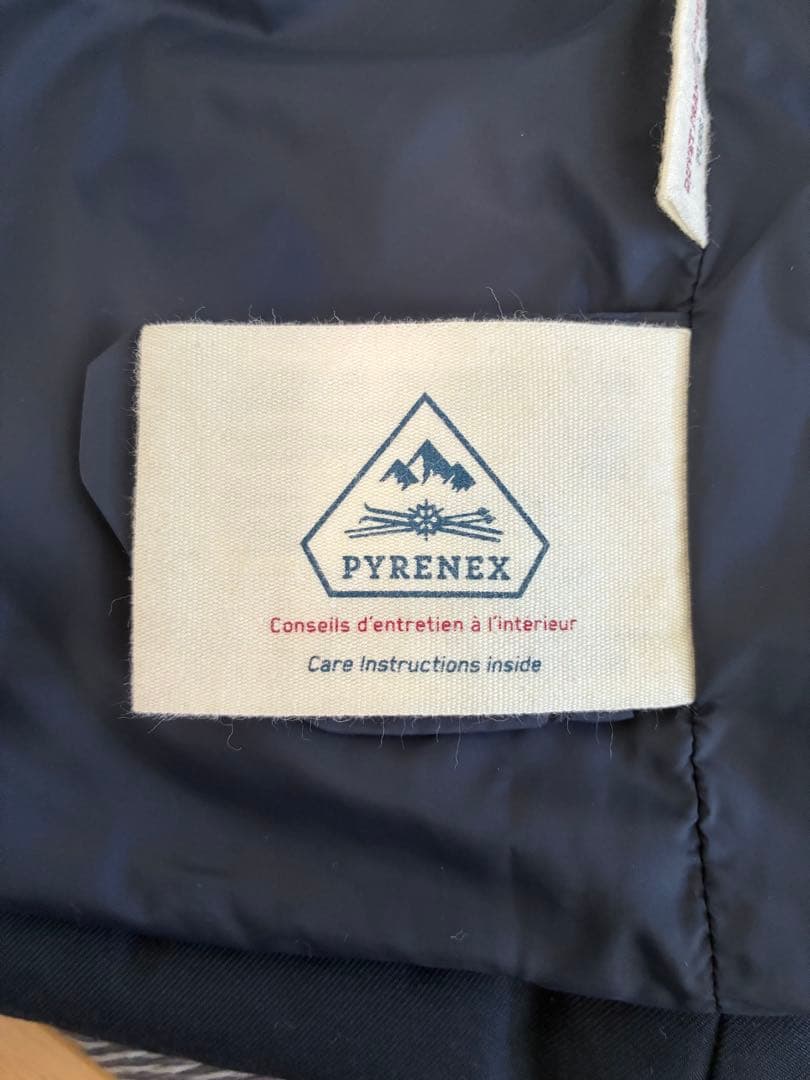 PYRENEX
Conseils d'entretien à l'interieur
Care Instructions inside